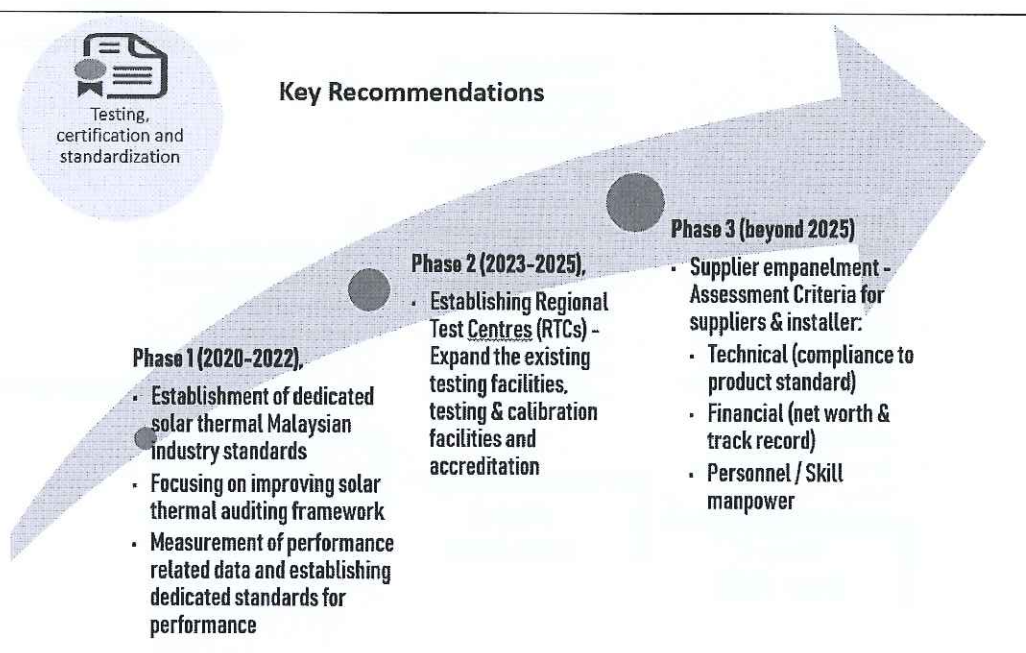 Testing,
certification and
standardization
Key Recommendations
Phase 1 (2020-2022),
• Establishment of dedicated
solar thermal Malaysian
industry standards
• Focusing on improving solar
thermal auditing framework
• Measurement of performance
related data and establishing
dedicated standards for
performance
Phase 2 (2023-2025),
• Establishing Regional
Test Centres (RTCs) -
Expand the existing
testing facilities,
testing & calibration
facilities and
accreditation
Phase 3 (beyond 2025)
• Supplier empanelment -
Assessment Criteria for
suppliers & installer:
• Technical (compliance to
product standard)
• Financial (net worth &
track record)
• Personnel / Skill
manpower